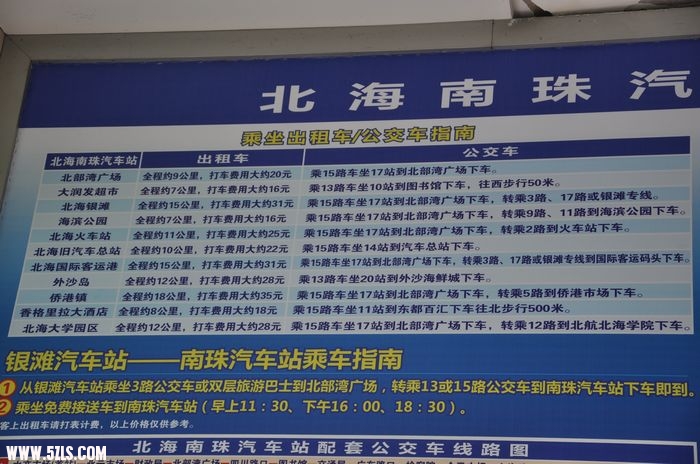 北海南珠汽
乘坐出租车/公交车指南
北海南珠汽车站 出租车 公交车
北部湾广场 全程约9公里，打车费用大约20元 乘15路车坐17站到北部湾广场下车。
大润发超市 全程约7公里，打车费用大约16元 乘13路车坐10站到图书馆下车，往西步行50米。
北海银滩 全程约15公里，打车费用大约31元 乘15路车坐17站到北部湾广场下车，转乘3路、17路或银滩专线。
海滨公园 全程约7公里，打车费用大约16元 乘15路车坐17站到北部湾广场下车，转乘9路、11路到海滨公园下车。
北海火车站 全程约11公里，打车费用大约25元 乘15路车坐17站到北部湾广场下车，转乘2路到火车站下车。
北海旧汽车总站 全程约10公里，打车费用大约22元 乘15路车坐14站到汽车总站下车。
北海国际客运港 全程约15公里，打车费用大约31元 乘15路车坐17站到北部湾广场下车，转乘3路、17路或银滩专线到国际客运码头下车。
外沙岛 全程约12公里，打车费用大约28元 乘13路车坐20站到外沙海鲜城下车。
侨港镇 全程约18公里，打车费用大约35元 乘15路车坐17站到北部湾广场下车，转乘5路到侨港市场下车。
香格里拉大酒店 全程约8公里，打车费用大约18元 乘15路车坐11站到东都百汇下车往北步行500米。
北海大学园区 全程约12公里，打车费用大约28元 乘15路车坐17站到北部湾广场下车，转乘12路到北航北海学院下车。
银滩汽车站——南珠汽车站乘车指南
1 从银滩汽车站乘坐3路公交车或双层旅游巴士到北部湾广场，转乘13或15路公交车到南珠汽车站下车即到。
2 乘坐免费接送车到南珠汽车站（早上11：30、下午16：00、18：30）。
客上出租车请打表计费，以上价格仅供参考。
北海南珠汽车站配套公交车线路图
WWW.5ZLS.COM